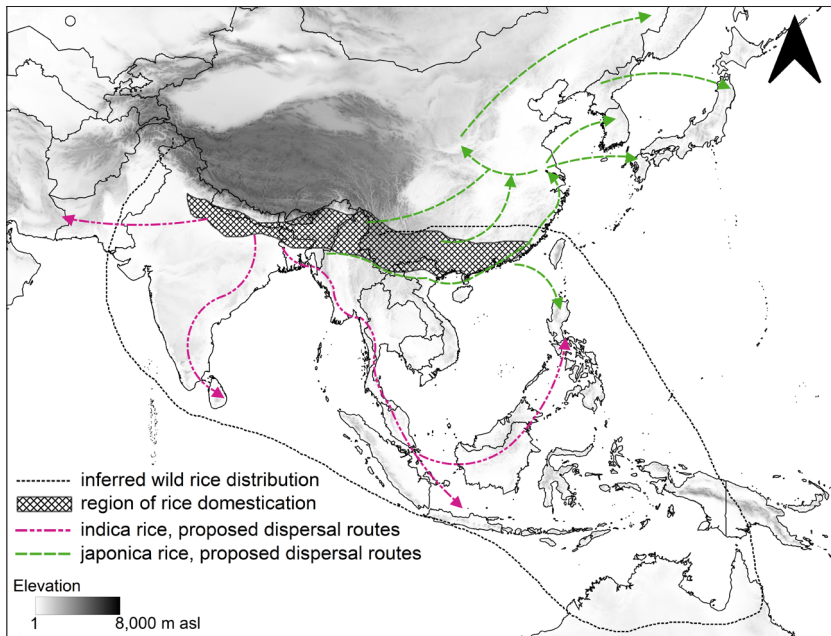 inferred wild rice distribution
region of rice domestication
indica rice, proposed dispersal routes
japonica rice, proposed dispersal routes
Elevation
1 8,000 m asl